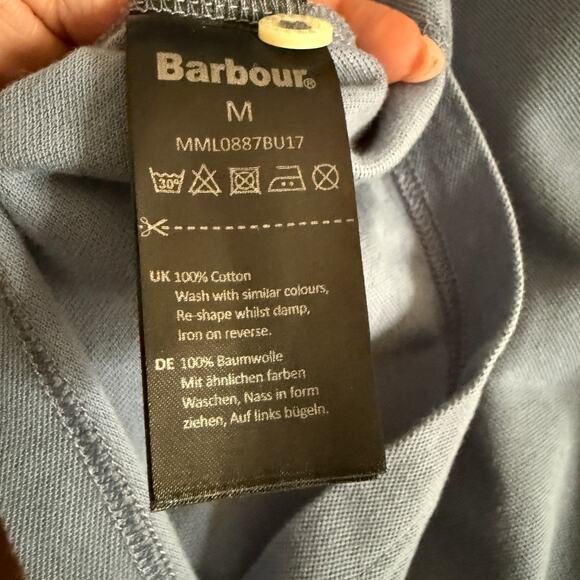 Barbour®
M
MML0887BU17
30°
UK 100% Cotton
Wash with similar colours,
Re-shape whilst damp,
Iron on reverse.
DE 100% Baumwolle
Mit ähnlichen farben
Waschen, Nass in form
ziehen, Auf links bügeln.